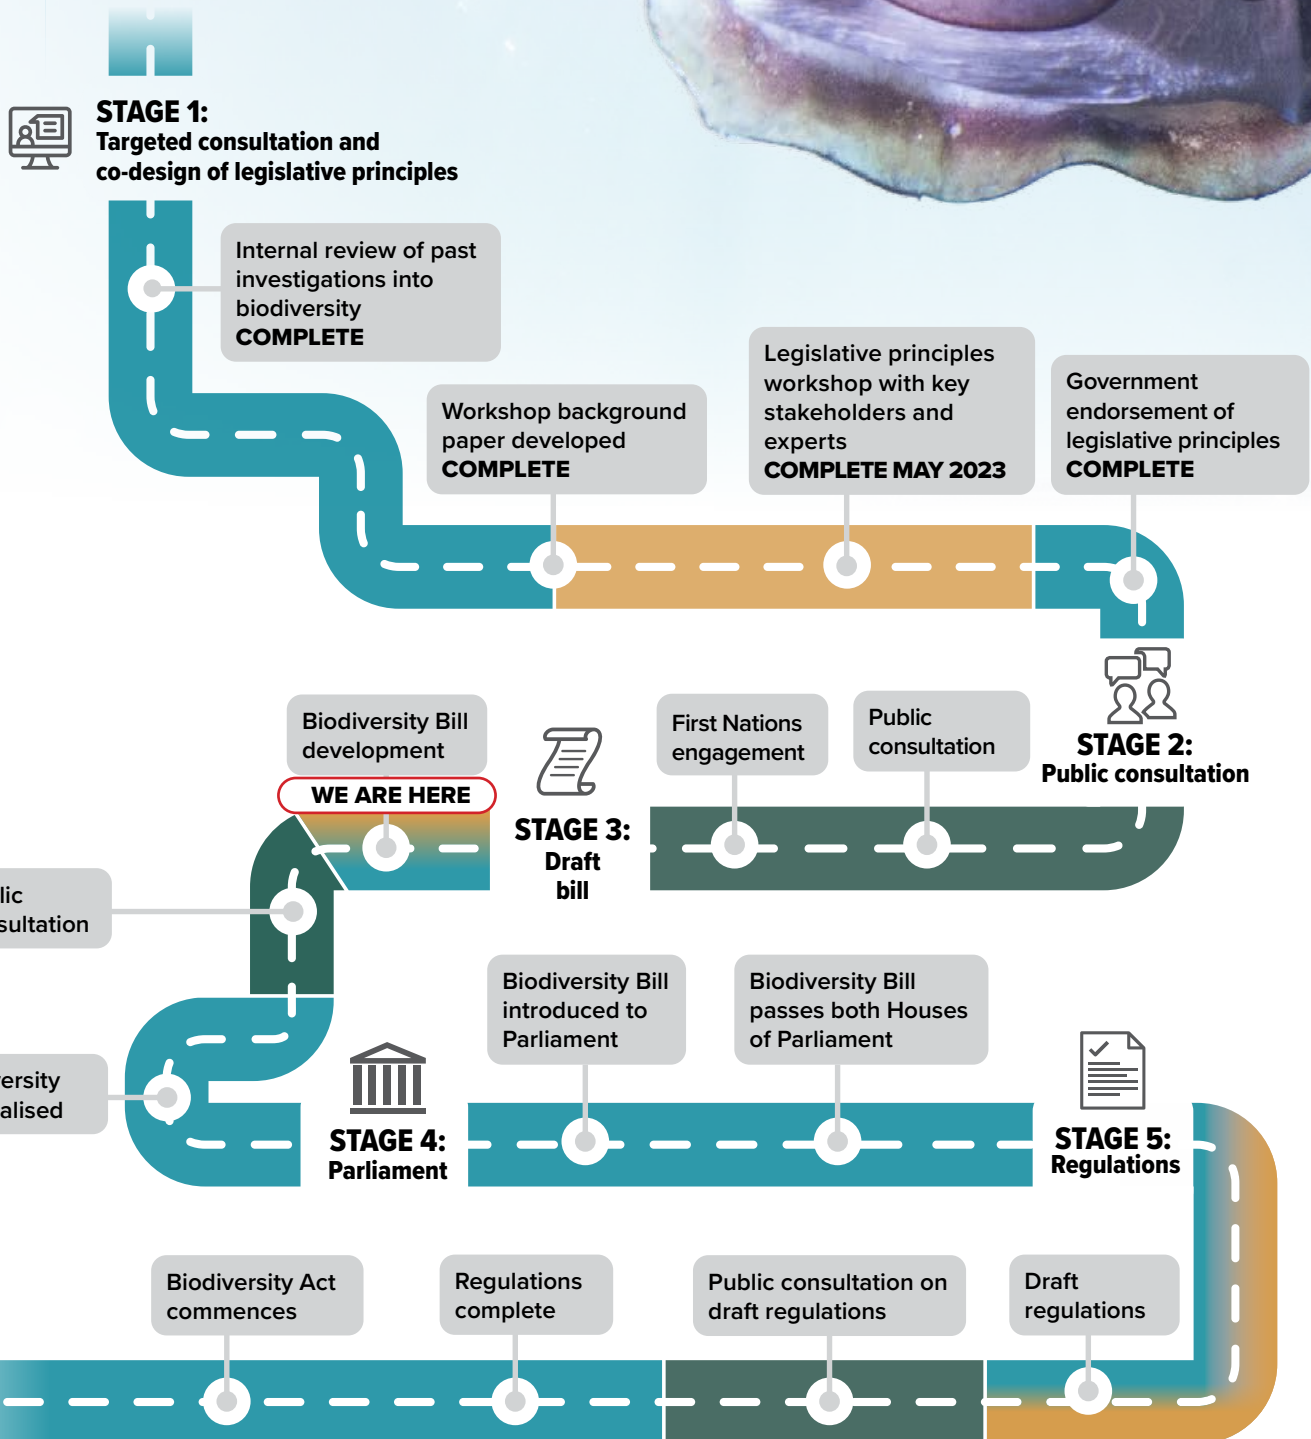 STAGE 1:
Targeted consultation and
co-design of legislative principles
Internal review of past
investigations into
biodiversity
COMPLETE
Workshop background
paper developed
COMPLETE
Legislative principles
workshop with key
stakeholders and
experts
COMPLETE MAY 2023
Government
endorsement of
legislative principles
COMPLETE
STAGE 2:
Public consultation
Public
consultation
First Nations
engagement
STAGE 3:
Draft
bill
Biodiversity Bill
development
WE ARE HERE
lic
sultation
ersity
alised
STAGE 4:
Parliament
Biodiversity Bill
introduced to
Parliament
Biodiversity Bill
passes both Houses
of Parliament
STAGE 5:
Regulations
Draft
regulations
Public consultation on
draft regulations
Regulations
complete
Biodiversity Act
commences